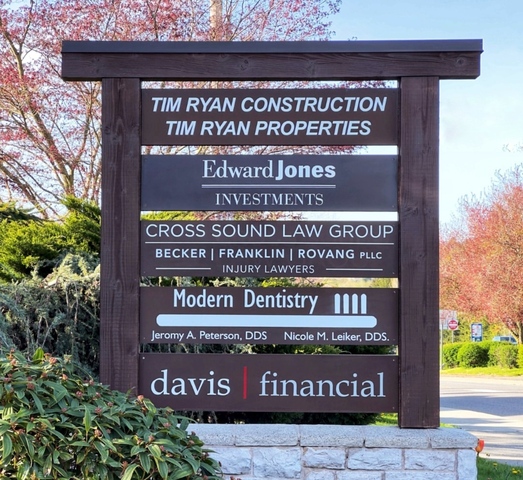 TIM RYAN CONSTRUCTION
TIM RYAN PROPERTIES
Edward Jones
INVESTMENTS
CROSS SOUND LAW GROUP
BECKER | FRANKLIN | ROVANG PLLC
INJURY LAWYERS
Modern Dentistry
Jeromy A. Peterson, DDS Nicole M. Leiker, DDS.
davis | financial